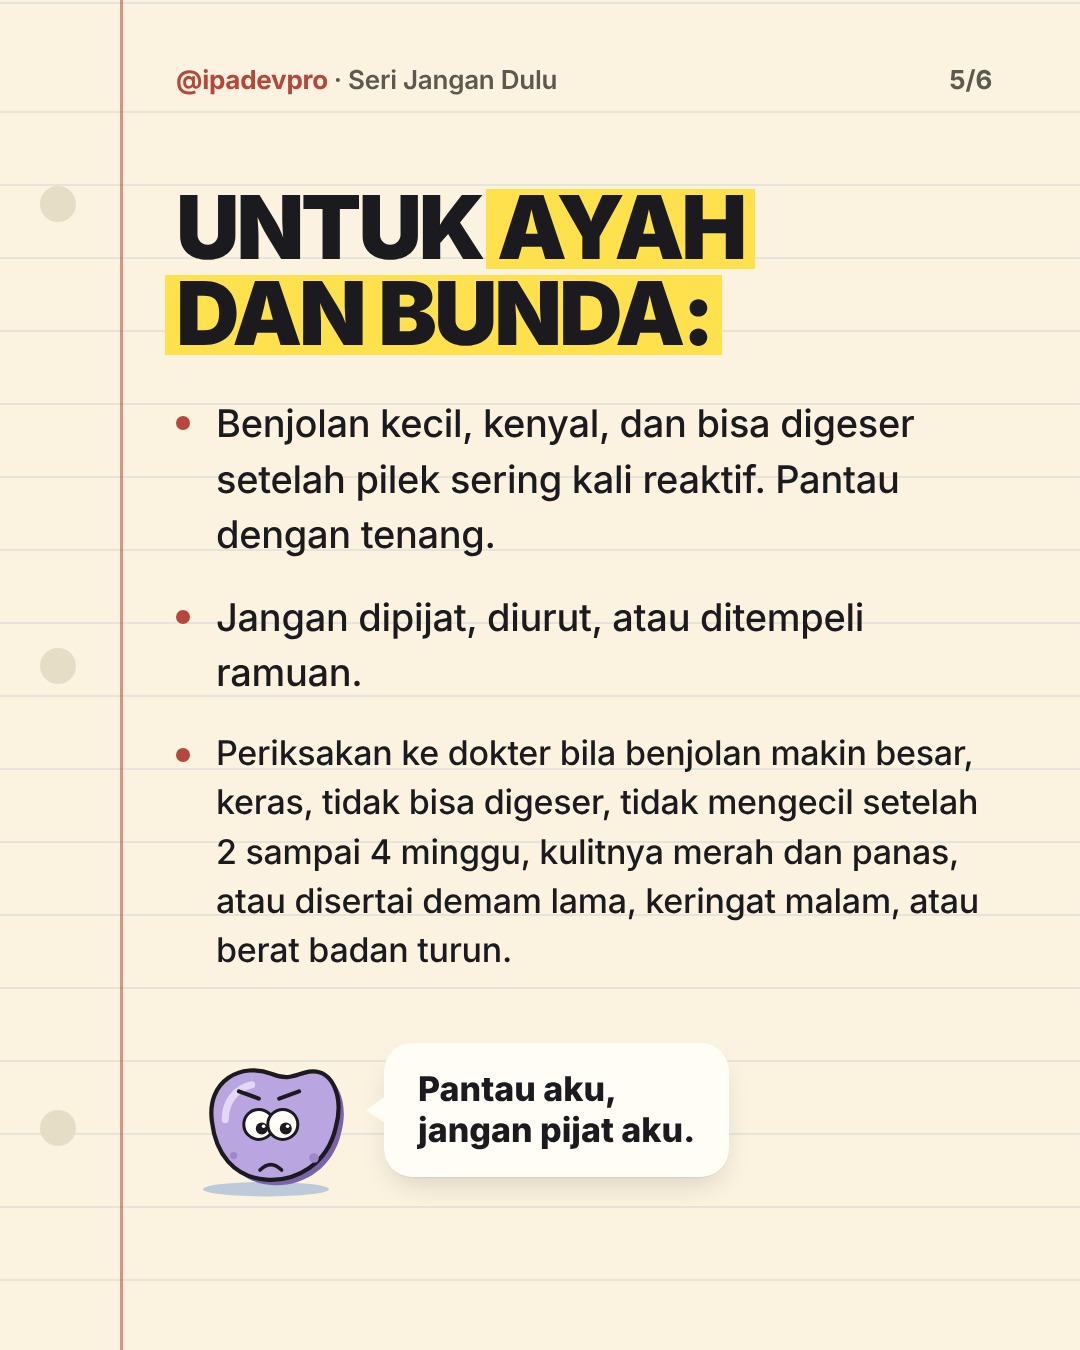 @ipadevpro · Seri Jangan Dulu
5/6
UNTUK AYAH
DAN BUNDA:
• Benjolan kecil, kenyal, dan bisa digeser
setelah pilek sering kali reaktif. Pantau
dengan tenang.
• Jangan dipijat, diurut, atau ditempeli
ramuan.
• Periksakan ke dokter bila benjolan makin besar,
keras, tidak bisa digeser, tidak mengecil setelah
2 sampai 4 minggu, kulitnya merah dan panas,
atau disertai demam lama, keringat malam, atau
berat badan turun.
Pantau aku,
jangan pijat aku.